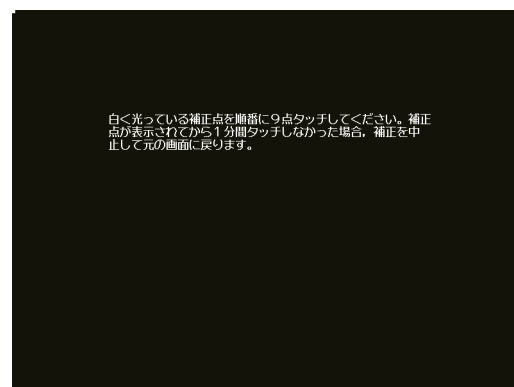 白く光っている補正点を順番に9点タッチしてください。補正
点が表示されてから1分間タッチしなかった場合，補正を中
止して元の画面に戻ります。